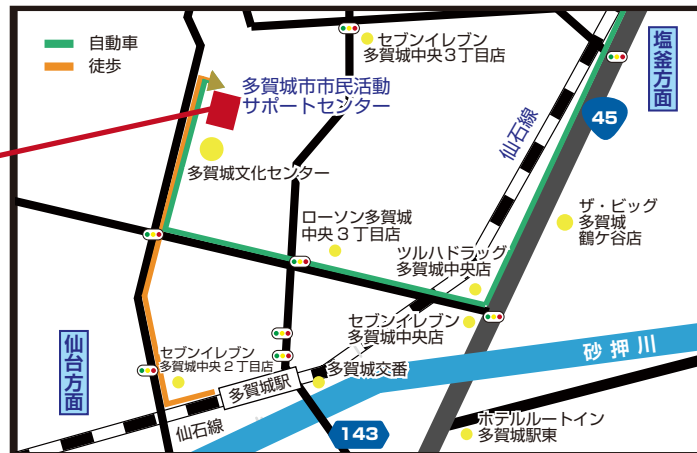 自動車
徒歩
セブンイレブン
多賀城中央3丁目店
塩釜方面
多賀城市市民活動
サポートセンター
仙石線
45
多賀城文化センター
ローソン多賀城
中央3丁目店
ザ・ビッグ
多賀城
鶴ケ谷店
ツルハドラッグ
多賀城中央店
セブンイレブン
多賀城中央店
仙台方面
セブンイレブン
多賀城中央2丁目店
多賀城駅
多賀城交番
砂押川
仙石線
143
ホテルルートイン
多賀城駅東